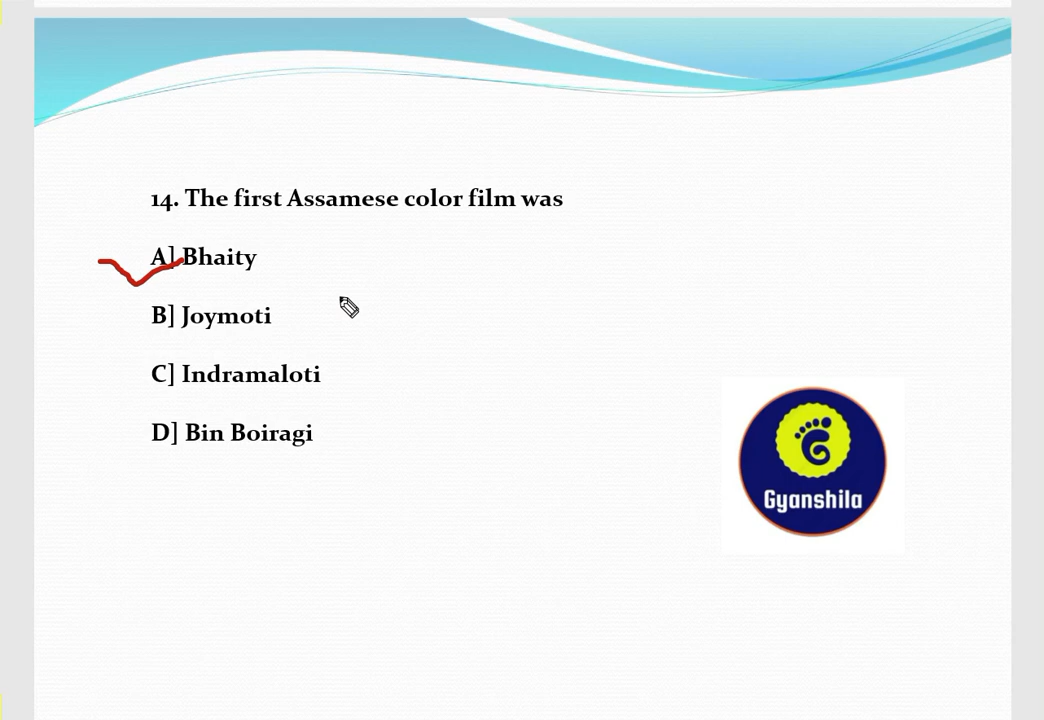 14. The first Assamese color film was
A] Bhaity
B] Joymoti
C] Indramaloti
D] Bin Boiragi
Gyanshila